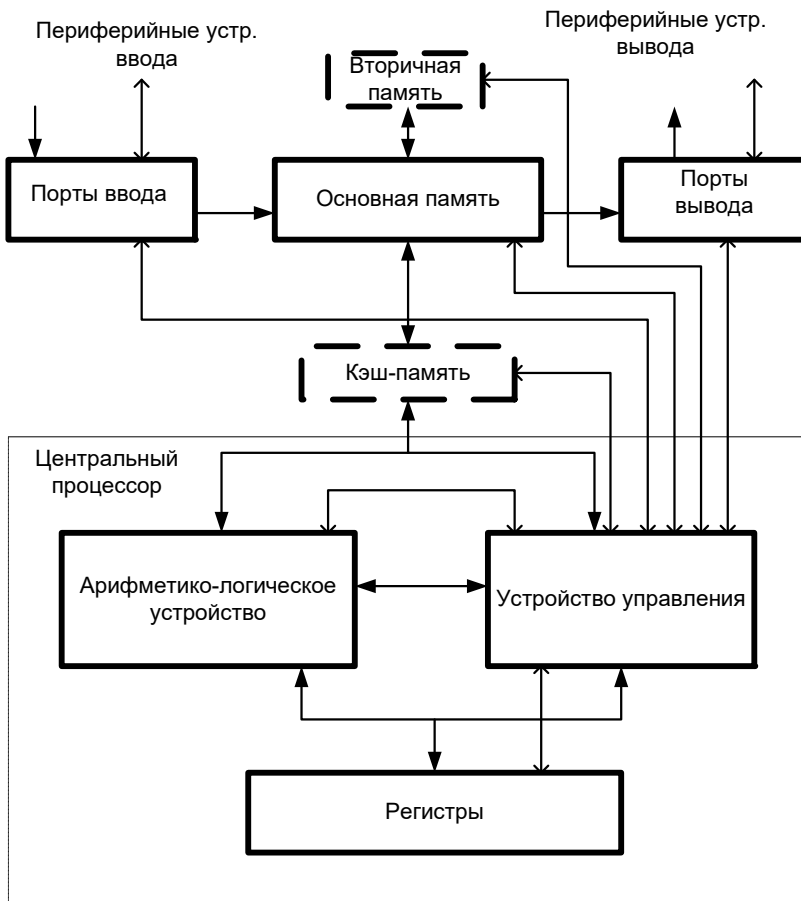 Периферийные устр.
ввода
Периферийные устр.
вывода
Вторичная
память
Порты ввода
Основная память
Порты
вывода
Кэш-память
Центральный
процессор
Арифметико-логическое
устройство
Устройство управления
Регистры